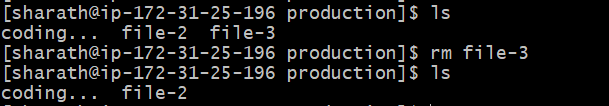 [sharath@ip-172-31-25-196 production]$ ls
coding...  file-2  file-3
[sharath@ip-172-31-25-196 production]$ rm file-3
[sharath@ip-172-31-25-196 production]$ ls
coding...  file-2